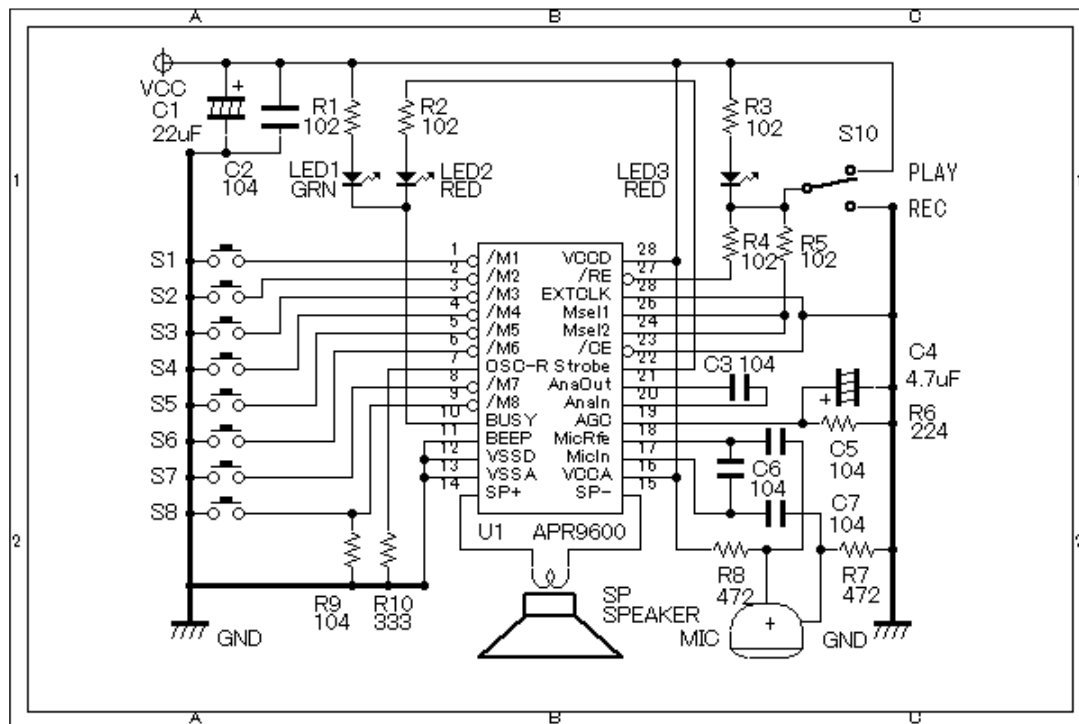 A B C
1
2
VCC
C1
22uF
+
C2
104
R1
102
R2
102
LED1
GRN
LED2
RED
R3
102
LED3
RED
S10
PLAY
REC
R4
102
R5
102
S1
S2
S3
S4
S5
S6
S7
S8
1 /M1 VCCD 28
2 /M2 /RE 27
3 /M3 EXTCLK 28
4 /M4 Msel1 26
5 /M5 Msel2 24
6 /M6 /CE 23
7 OSC-R Strobe 22
8 /M7 AnaOut 21
9 /M8 AnaIn 20
10 BUSY AGC 19
11 BEEP MicRfe 18
12 VSSD MicIn 17
13 VSSA VCCA 16
14 SP+ SP- 15
U1 APR9600
C3 104
C4
4.7uF
+
R6
224
C5
104
C6
104
C7
104
R8
472
R7
472
R9
104
R10
333
GND
SP
SPEAKER
MIC
+
GND
1
2
A B C